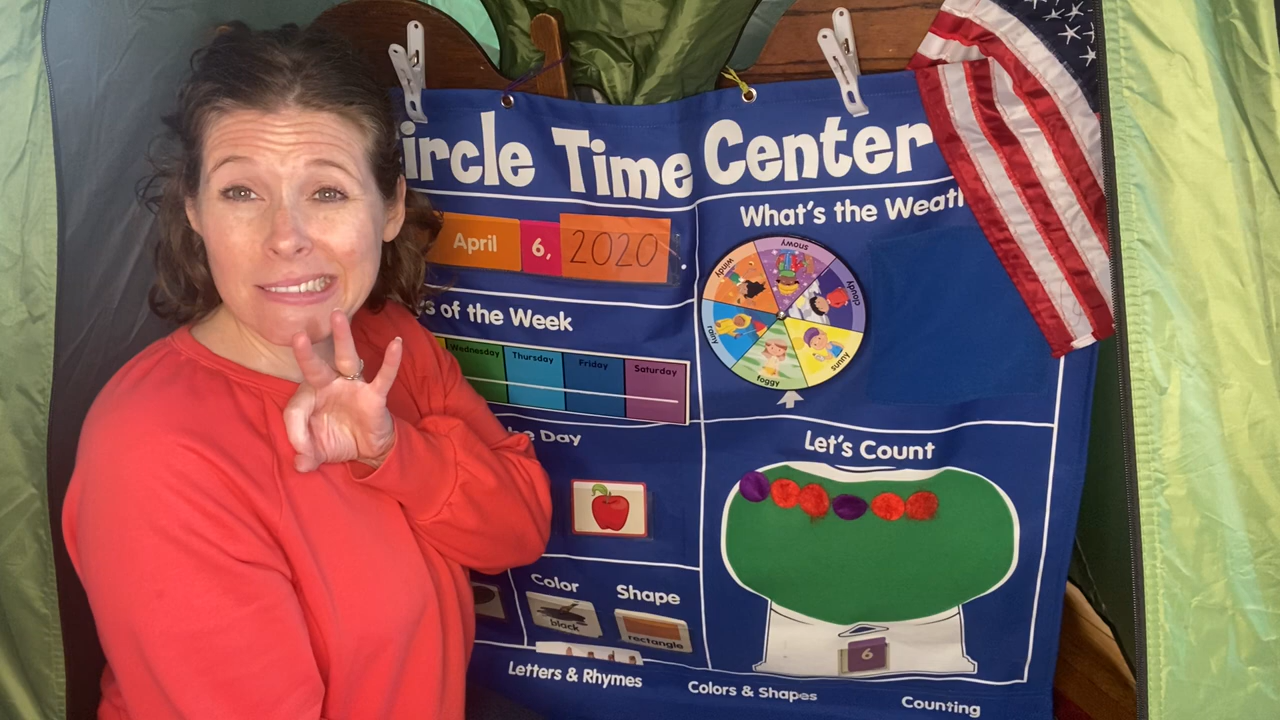 ircle Time Center
April 6, 2020
What's the Weath
snowy
windy
cloudy
rainy
sunny
foggy
s of the Week
Wednesday Thursday Friday Saturday
he Day
Let's Count
Color Shape
black rectangle
6
Letters & Rhymes Colors & Shapes Counting